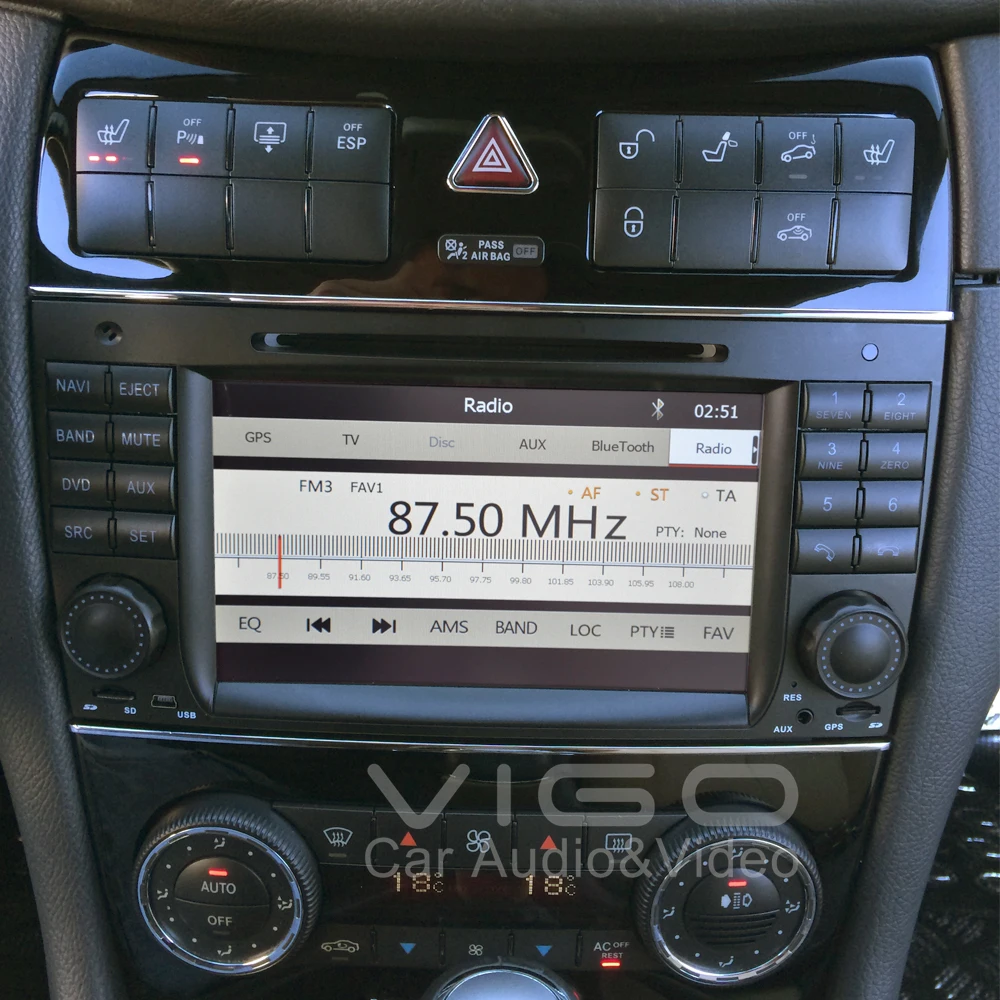 OFF
P
OFF
ESP
OFF
OFF
PASS
2 AIR BAG OFF
NAVI EJECT
BAND MUTE
DVD AUX
SRC SET
1 2
SEVEN EIGHT
3 4
NINE ZERO
5 6
Radio 02:51
GPS TV Disc AUX BlueTooth Radio
FM3 FAV1 AF ST TA
87.50 MHz PTY: None
87.50 89.55 91.60 93.65 95.70 97.75 99.80 101.85 103.90 105.95 108.00
EQ AMS BAND LOC PTY FAV
SD SD USB
RES
AUX GPS SD
VIGO
Car Audio&Video
AUTO
OFF
18°C 18°C
AC OFF
REST